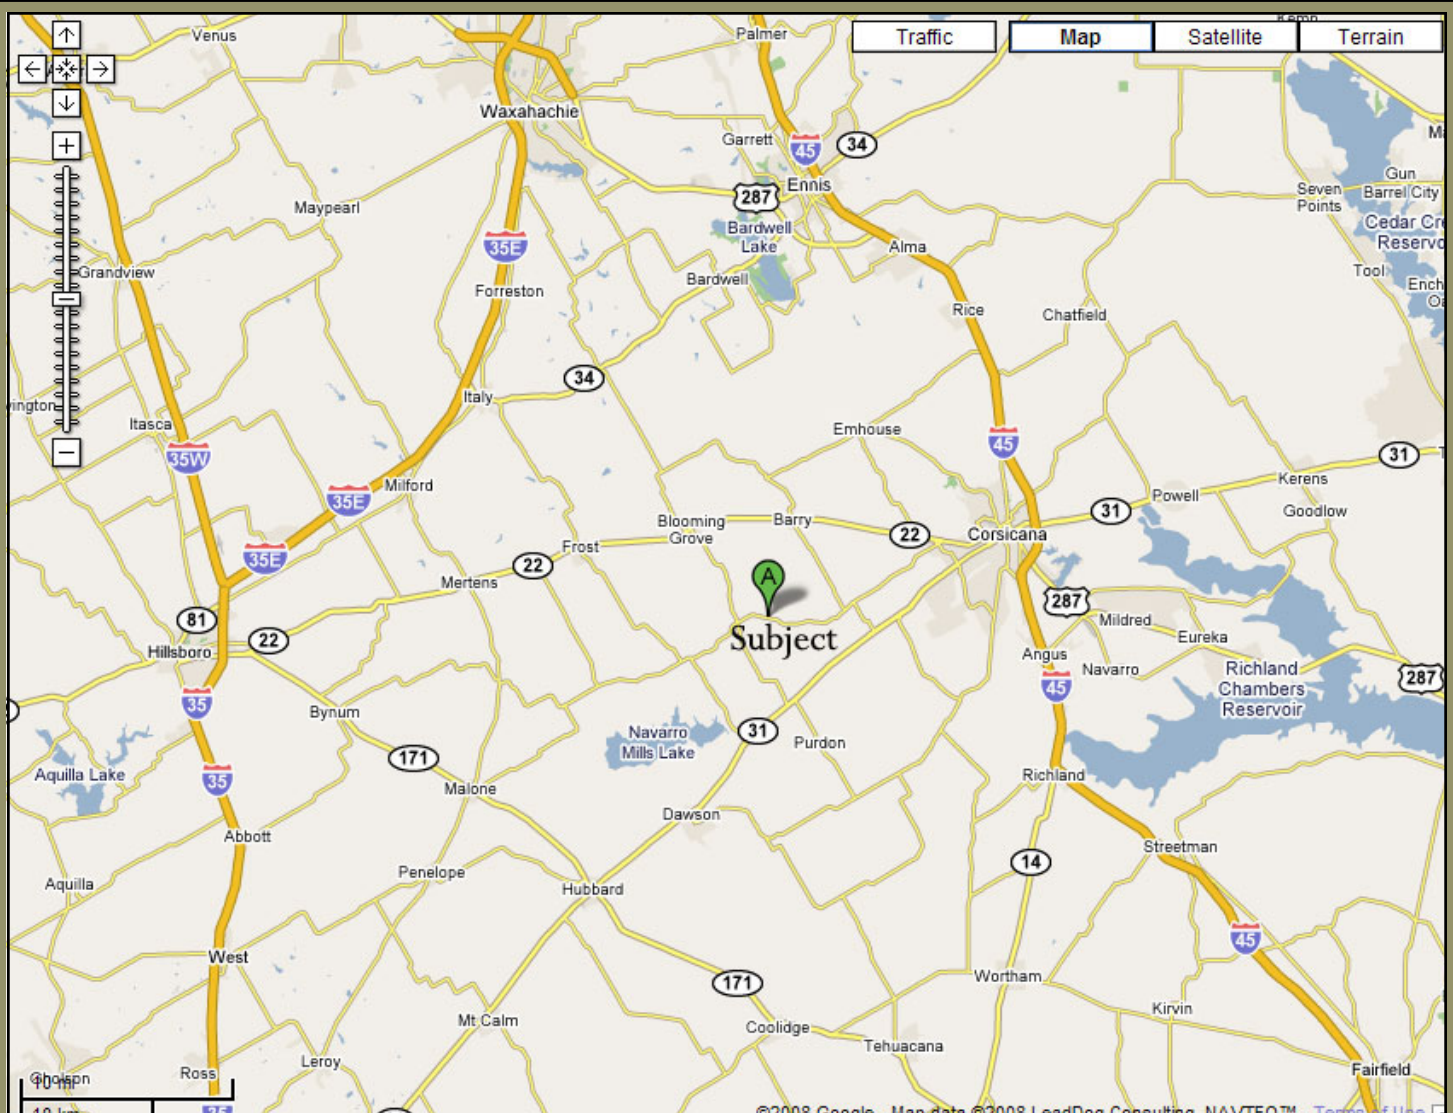 Venus
Palmer
Traffic
Map
Satellite
Terrain
Waxahachie
Garrett
45
34
Ennis
287
Gun
Barrel City
Seven
Points
Maypearl
Bardwell
Lake
35E
Alma
Grandview
Bardwell
Tool
Forreston
Rice
Chatfield
34
Italy
Itasca
Emhouse
35W
45
31
Milford
35E
Kerens
Powell
Blooming
Grove
Barry
31
Goodlow
22
Corsicana
Frost
35E
22
Mertens
A
287
81
Mildred
22
Subject
Eureka
Hillsboro
Angus
Navarro
Richland
Chambers
Reservoir
287
35
45
Bynum
Navarro
Mills Lake
31
Purdon
171
Aquilla Lake
35
Malone
Richland
Dawson
Abbott
Streetman
14
Penelope
Aquilla
Hubbard
45
West
171
Wortham
Kirvin
Mt Calm
Coolidge
Tehuacana
Leroy
Ross
Fairfield
10 mi